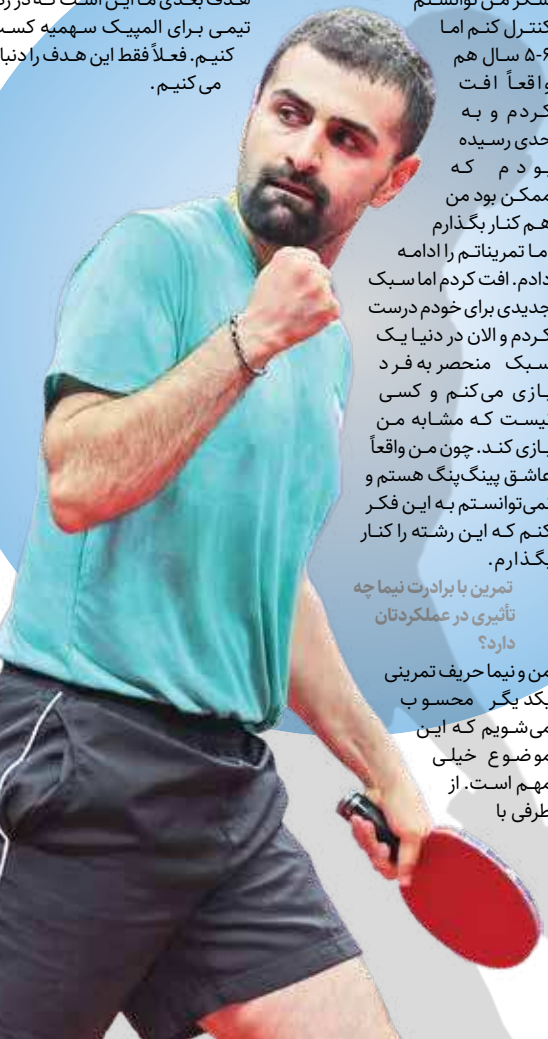 شکر من توانستم
کنترل کنم اما
۵-۶ سال هم
واقعاً افت
کردم و به
حدی رسیده
بودم که
ممکن بود من
هم کنار بگذارم
اما تمریناتم را ادامه
دادم. افت کردم اما سبک
جدیدی برای خودم درست
کردم و الان در دنیا یک
سبک منحصر به فرد
بازی می‌کنم و کسی
نیست که مشابه من
بازی کند. چون من واقعاً
عاشق پینگ‌پنگ هستم و
نمی‌توانستم به این فکر
کنم که این رشته را کنار
بگذارم.
تمرین با برادرت نیما چه
تأثیری در عملکردتان
دارد؟
من و نیما حریف تمرینی
یکدیگر محسوب
می‌شویم که این
موضوع خیلی
مهم است. از
طرفی با
هدف بعدی ما این است که در
تیمی برای المپیک سهمیه
کنیم. فعلاً فقط این هدف را
می‌کنیم.